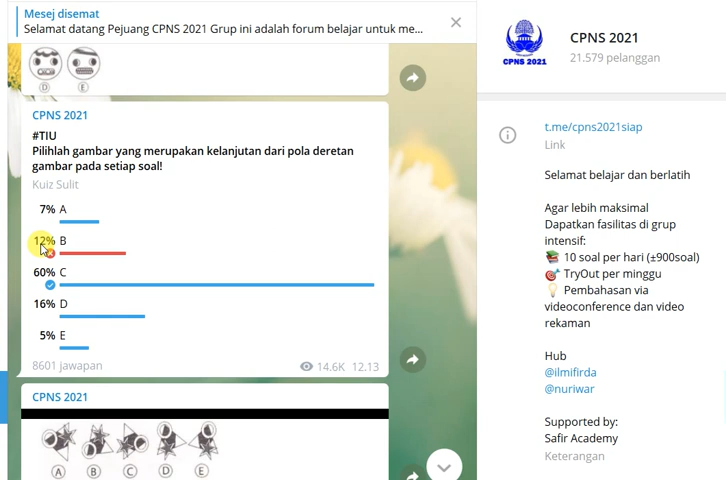 Mesej disemat
Selamat datang Pejuang CPNS 2021 Grup ini adalah forum belajar untuk me...
D E
CPNS 2021
#TIU
Pilihlah gambar yang merupakan kelanjutan dari pola deretan
gambar pada setiap soal!
Kuiz Sulit
7% A
12% B
60% C
16% D
5% E
8601 jawapan
14.6K 12.13
CPNS 2021
A B C D E
CPNS 2021
CPNS 2021
21.579 pelanggan
t.me/cpns2021siap
Link
Selamat belajar dan berlatih
Agar lebih maksimal
Dapatkan fasilitas di grup
intensif:
10 soal per hari (±900soal)
TryOut per minggu
Pembahasan via
videoconference dan video
rekaman
Hub
@ilmifirda
@nuriwar
Supported by:
Safir Academy
Keterangan